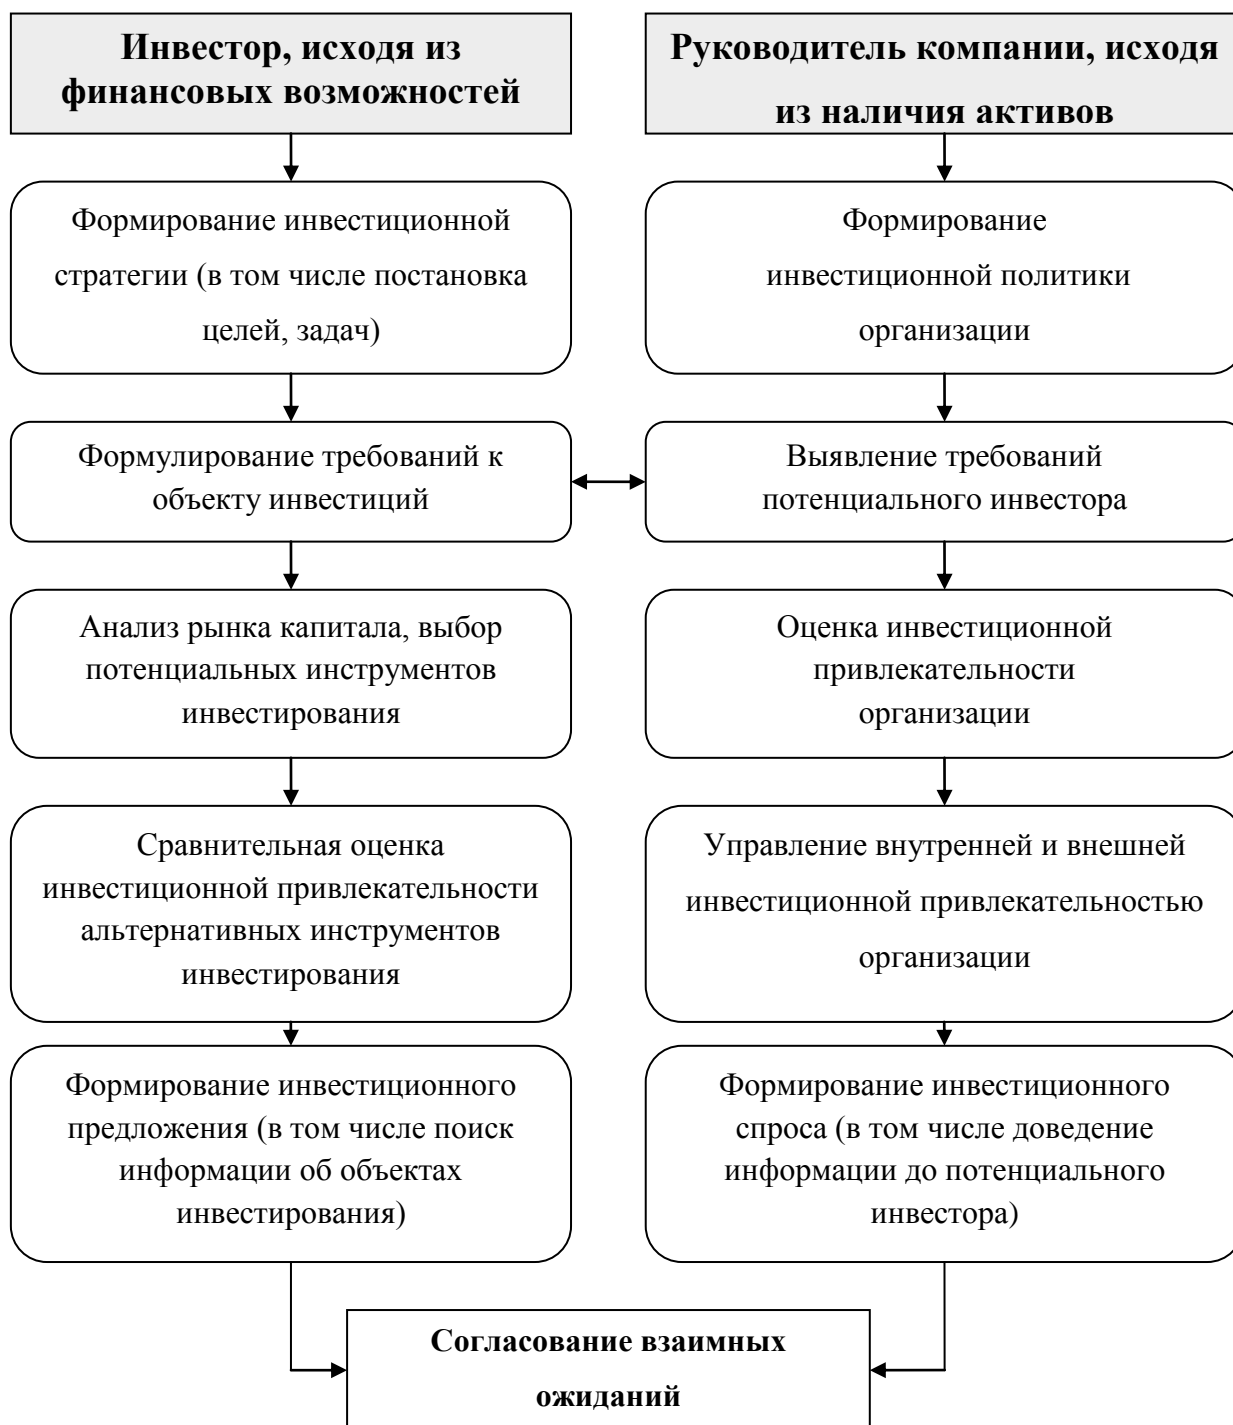 Инвестор, исходя из
финансовых возможностей
Руководитель компании, исходя
из наличия активов
Формирование инвестиционной
стратегии (в том числе постановка
целей, задач)
Формирование
инвестиционной политики
организации
Формулирование требований к
объекту инвестиций
Выявление требований
потенциального инвестора
Анализ рынка капитала, выбор
потенциальных инструментов
инвестирования
Оценка инвестиционной
привлекательности
организации
Сравнительная оценка
инвестиционной привлекательности
альтернативных инструментов
инвестирования
Управление внутренней и внешней
инвестиционной привлекательностью
организации
Формирование инвестиционного
предложения (в том числе поиск
информации об объектах
инвестирования)
Формирование инвестиционного
спроса (в том числе доведение
информации до потенциального
инвестора)
Согласование взаимных
ожиданий